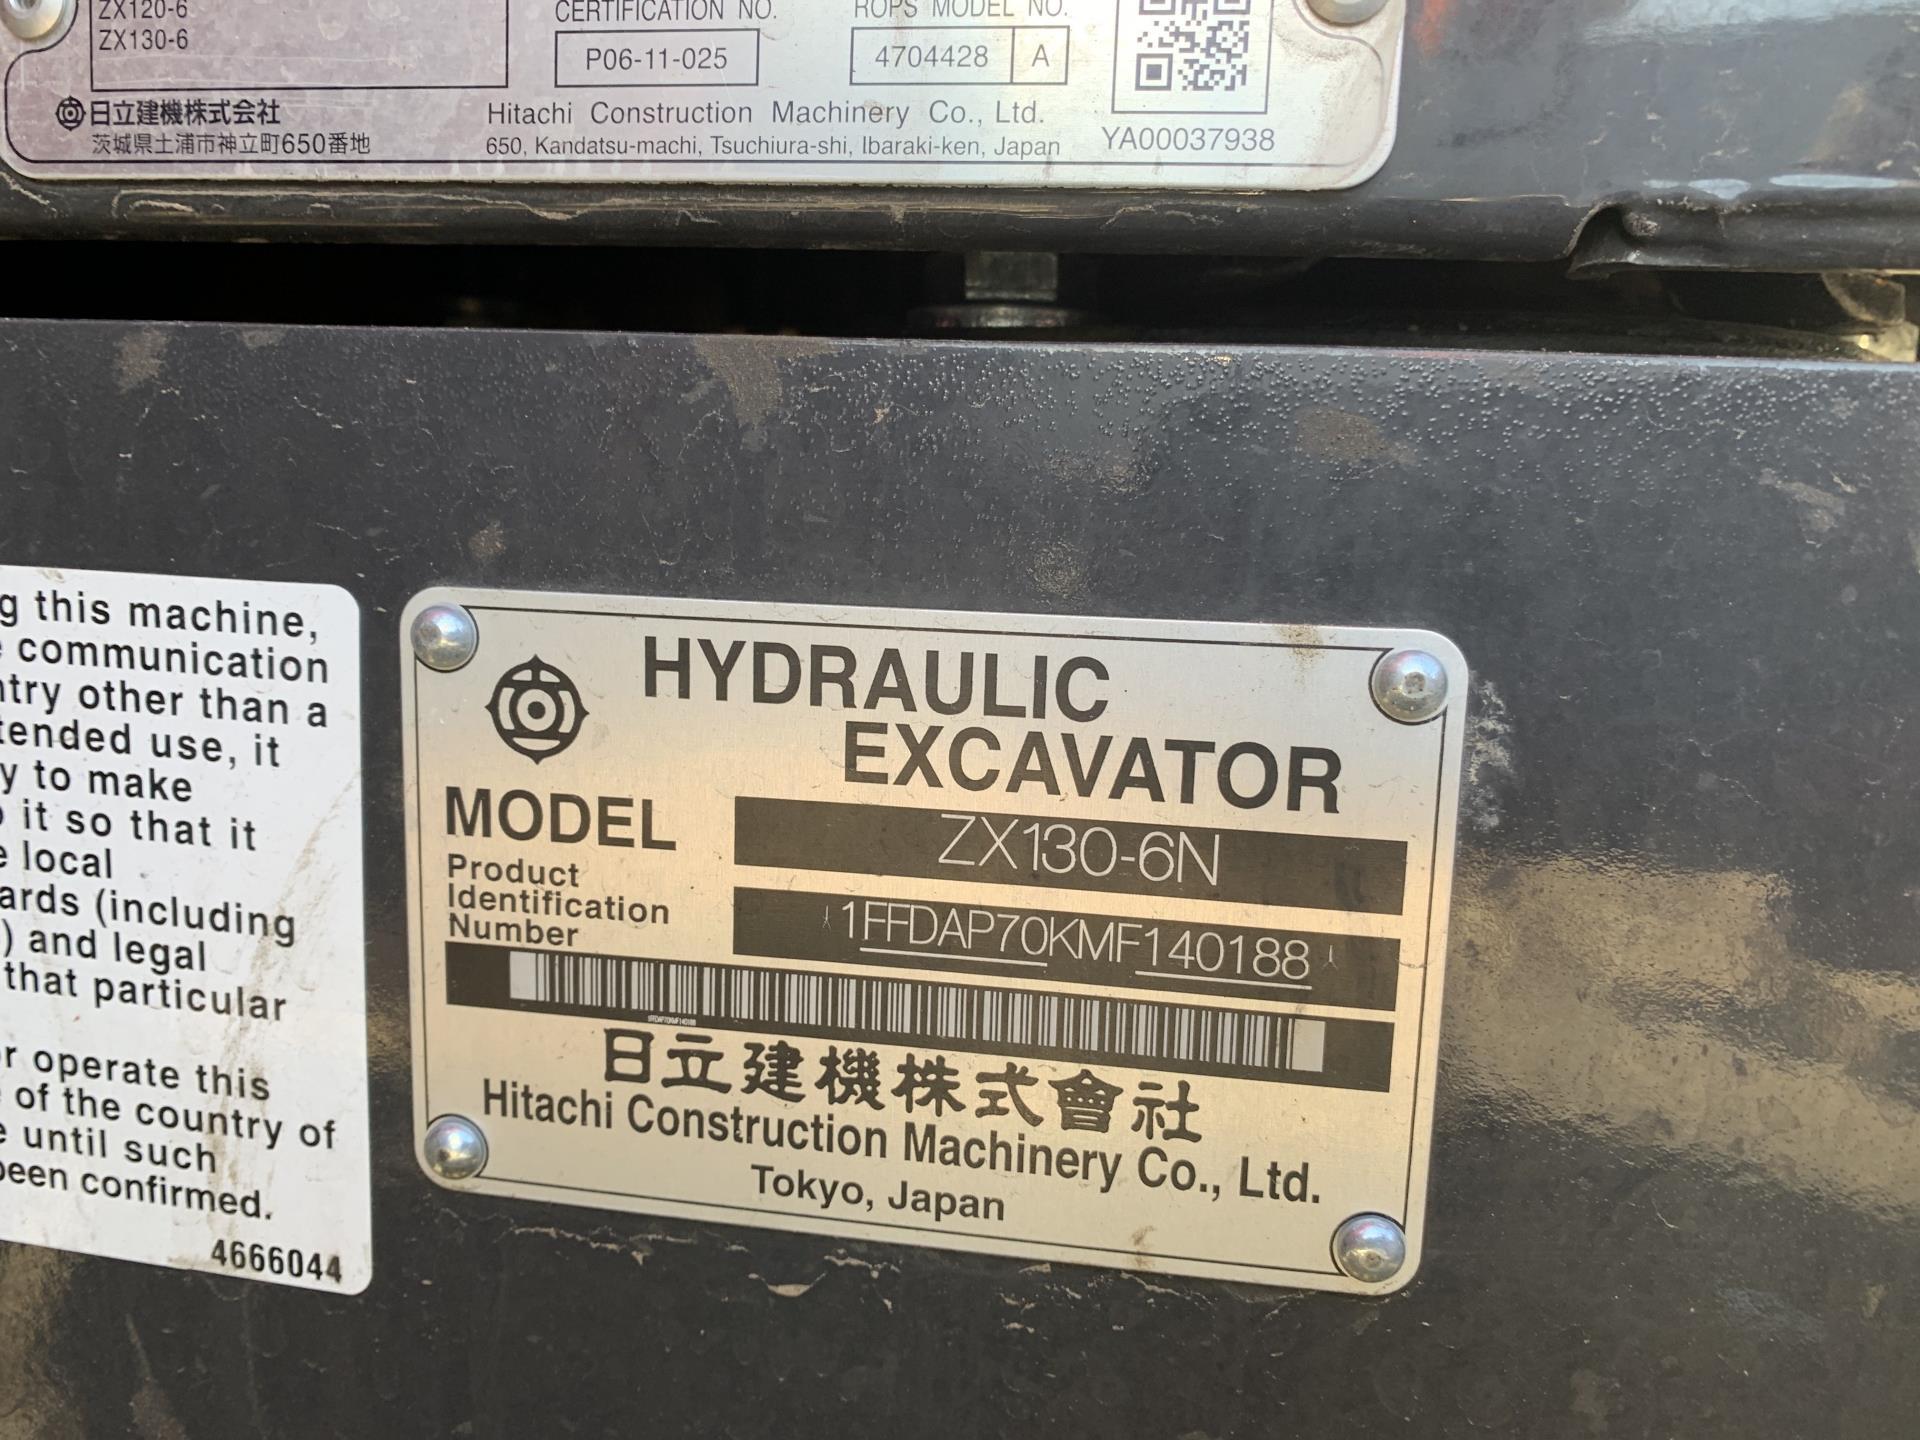 ZX120-6
ZX130-6
CERTIFICATION NO.
P06-11-025
ROPS MODEL NO.
4704428 A
日立建機株式会社
茨城県土浦市神立町650番地
Hitachi Construction Machinery Co., Ltd.
650, Kandatsu-machi, Tsuchiura-shi, Ibaraki-ken, Japan
YA00037938
g this machine,
communication
ntry other than a
tended use, it
y to make
it so that it
local
ards (including
) and legal
that particular
r operate this
of the country of
until such
been confirmed.
4666044
HYDRAULIC
EXCAVATOR
MODEL
ZX130-6N
Product
Identification
Number
1FFDAP70KMF140188
1FFDAP70KMF140188
日立建機株式會社
Hitachi Construction Machinery Co., Ltd.
Tokyo, Japan